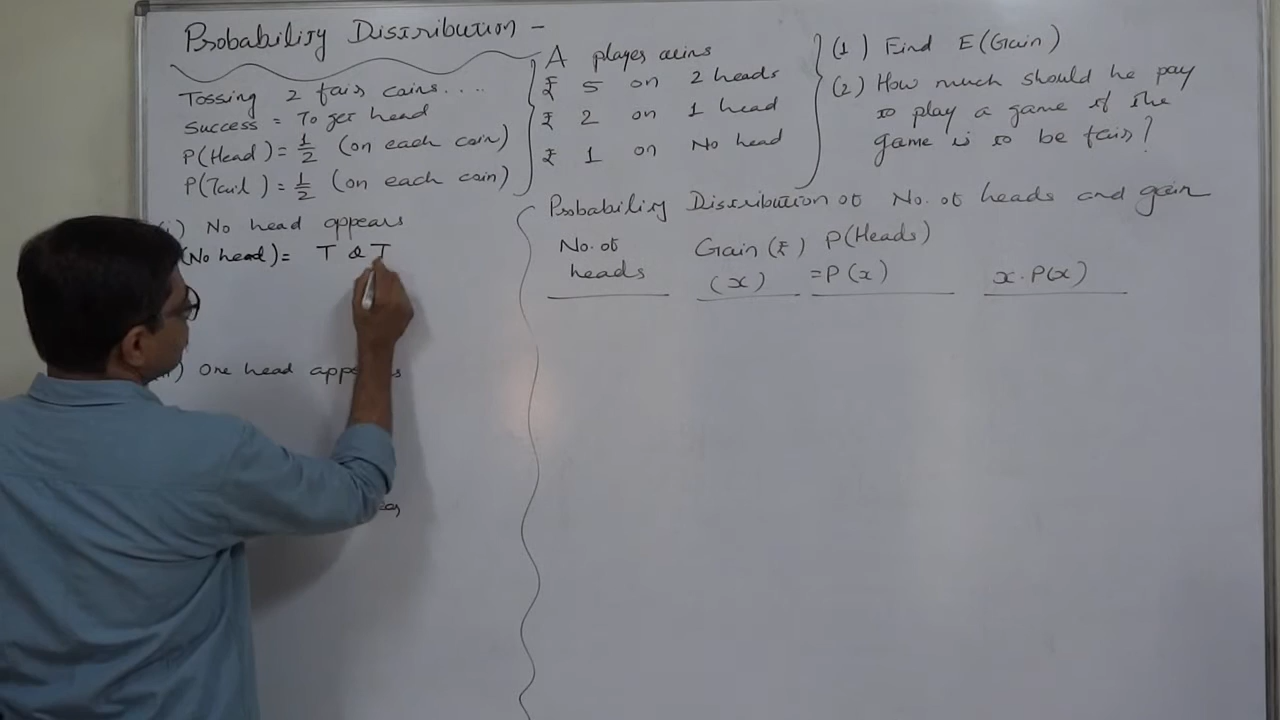 Probability Distribution -
Tossing 2 fair coins....
Success = To get head
P(Head) = 1/2 (on each coin)
P(Tail) = 1/2 (on each coin)
A player wins
₹ 5 on 2 heads
₹ 2 on 1 head
₹ 1 on No head
(1) Find E(Gain)
(2) How much should he pay
to play a game if the
game is to be fair?
) No head appears
(No head) = T & T
) One head appears
Probability Distribution of No. of heads and gain
No. of heads
Gain (₹) (x)
P(Heads) = P(x)
x. P(x)